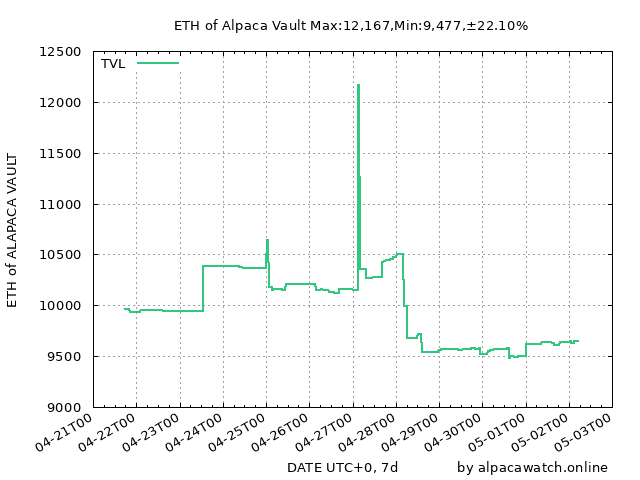 ETH of Alpaca Vault Max:12,167,Min:9,477,±22.10%
TVL
12500
12000
11500
11000
10500
10000
9500
9000
ETH of ALAPACA VAULT
04-21T00
04-22T00
04-23T00
04-24T00
04-25T00
04-26T00
04-27T00
04-28T00
04-29T00
04-30T00
05-01T00
05-02T00
05-03T00
DATE UTC+0, 7d
by alpacawatch.online